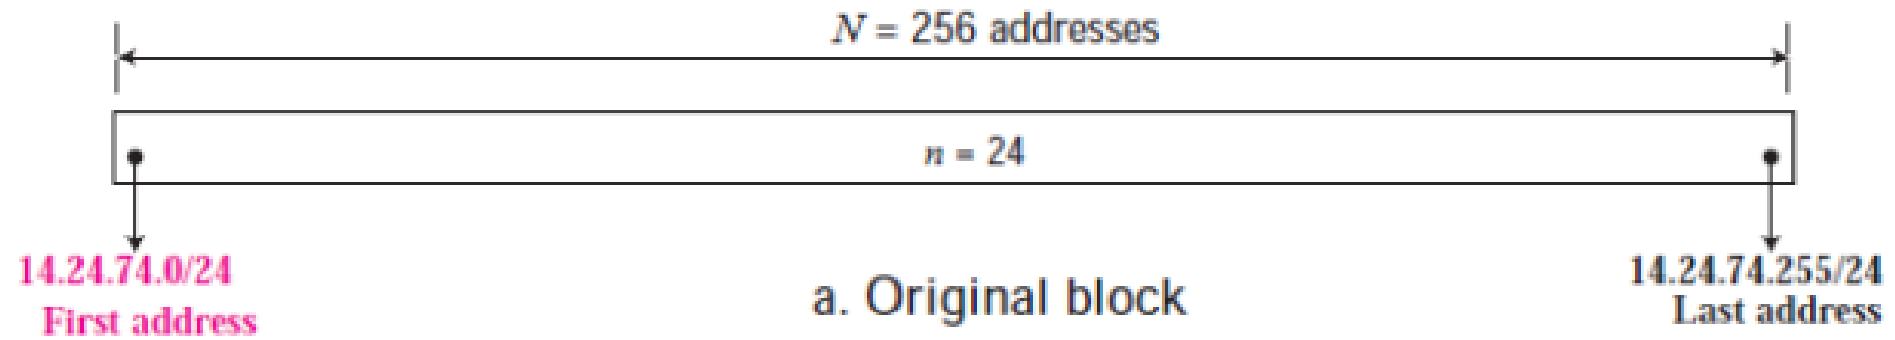 N = 256 addresses
n = 24
14.24.74.0/24
First address
a. Original block
14.24.74.255/24
Last address